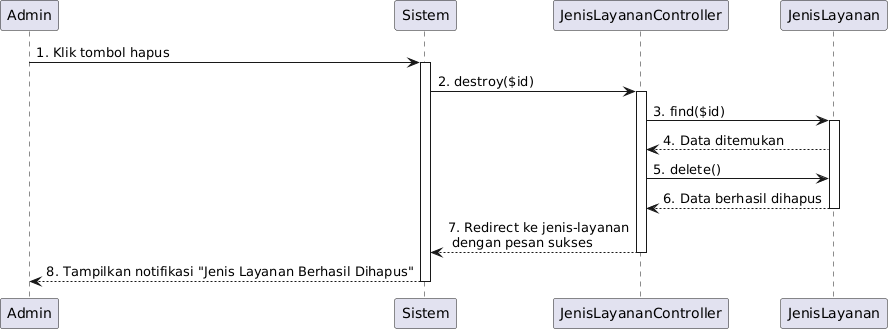 Admin
Sistem
JenisLayananController
JenisLayanan
1. Klik tombol hapus
2. destroy($id)
3. find($id)
4. Data ditemukan
5. delete()
6. Data berhasil dihapus
7. Redirect ke jenis-layanan
dengan pesan sukses
8. Tampilkan notifikasi "Jenis Layanan Berhasil Dihapus"
Admin
Sistem
JenisLayananController
JenisLayanan